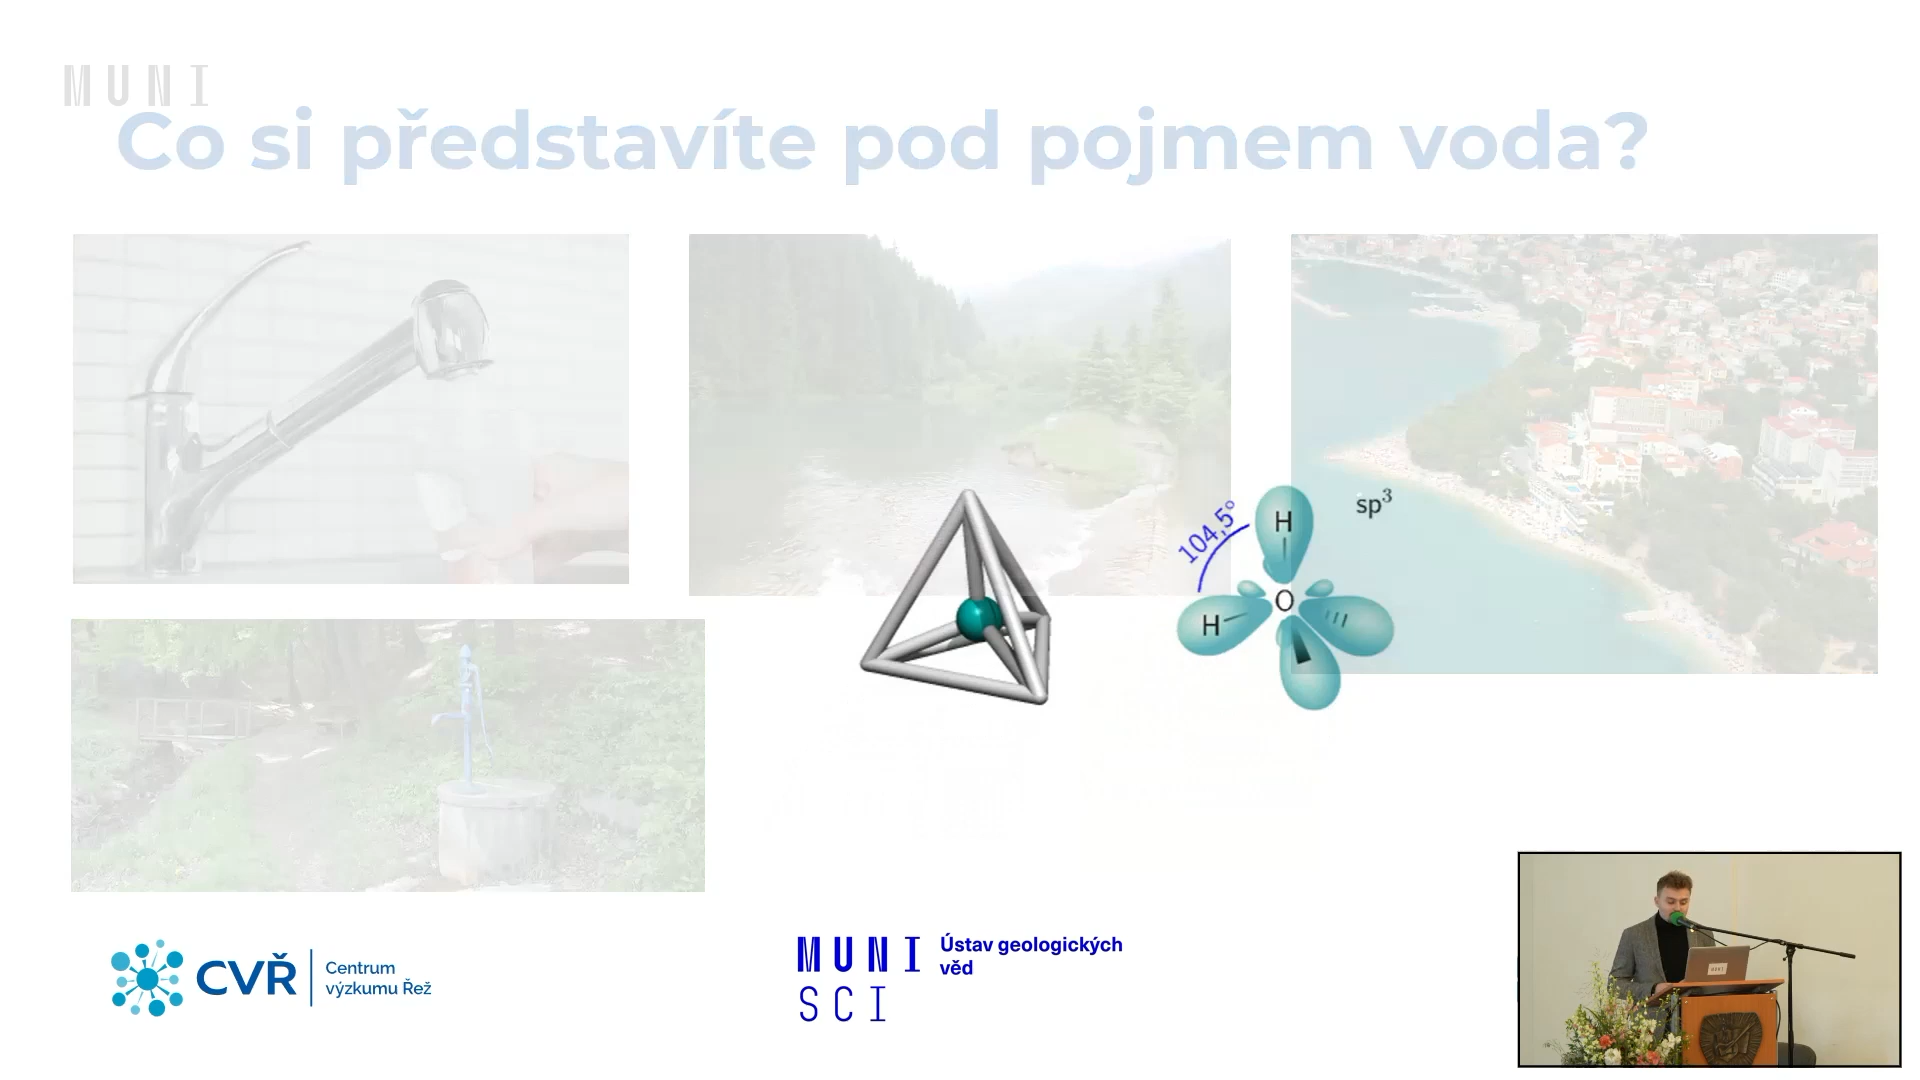 MUNI
Co si představíte pod pojmem voda?
sp³
104,5°
H
O
H
CVŘ
Centrum
výzkumu Řež
MUNI
SCI
Ústav geologických
věd
MUNI